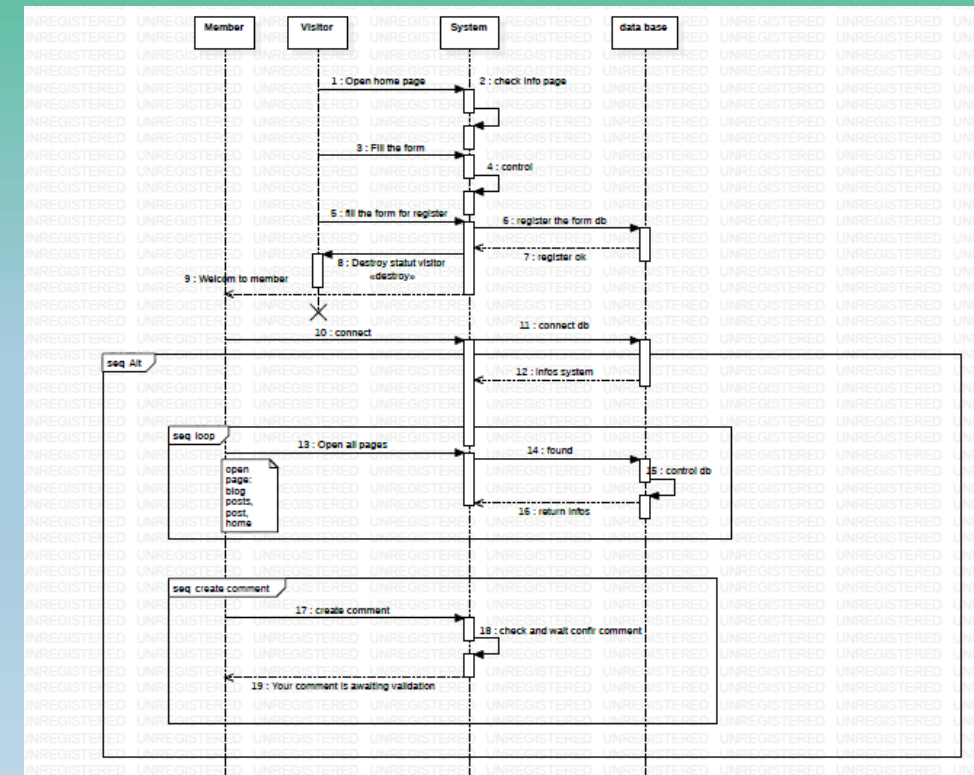 Member
Visitor
System
data base
1 : Open home page
2 : check info page
3 : Fill the form
4 : control
5 : fill the form for register
6 : register the form db
7 : register ok
8 : Destroy statut visitor
«destroy»
9 : Welcom to member
10 : connect
11 : connect db
seq Alt
12 : infos system
seq loop
13 : Open all pages
14 : found
open
page:
blog
posts,
post,
home
15 : control db
16 : return infos
seq create comment
17 : create comment
18 : check and wait confir comment
19 : Your comment is awaiting validation
UNREGISTERED